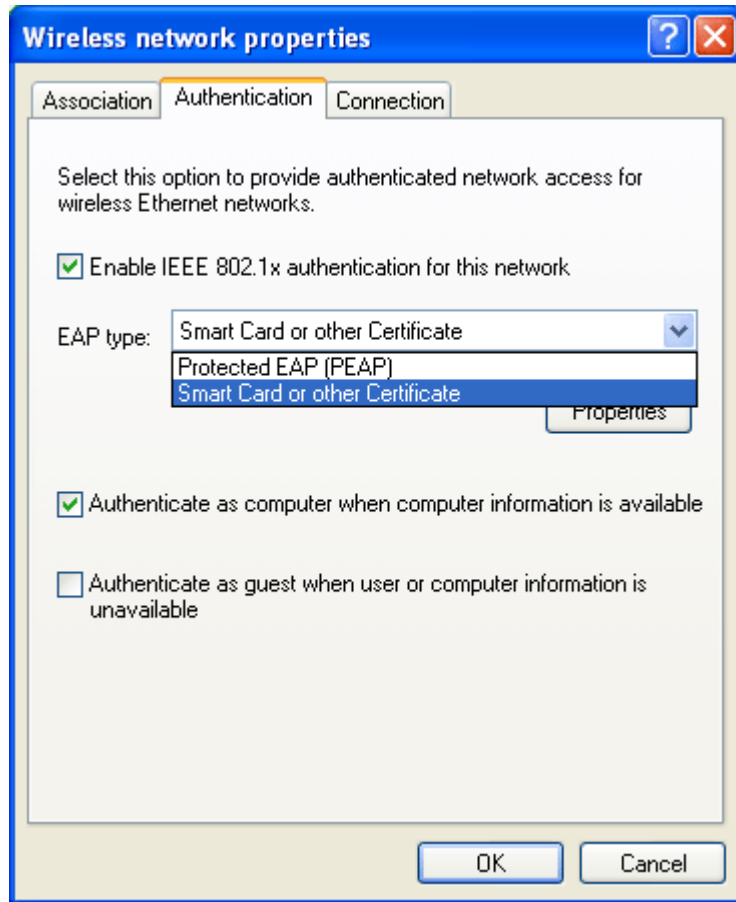 Wireless network properties
Association Authentication Connection
Select this option to provide authenticated network access for
wireless Ethernet networks.
Enable IEEE 802.1x authentication for this network
EAP type: Smart Card or other Certificate
Protected EAP (PEAP)
Smart Card or other Certificate
Properties
Authenticate as computer when computer information is available
Authenticate as guest when user or computer information is
unavailable
OK Cancel